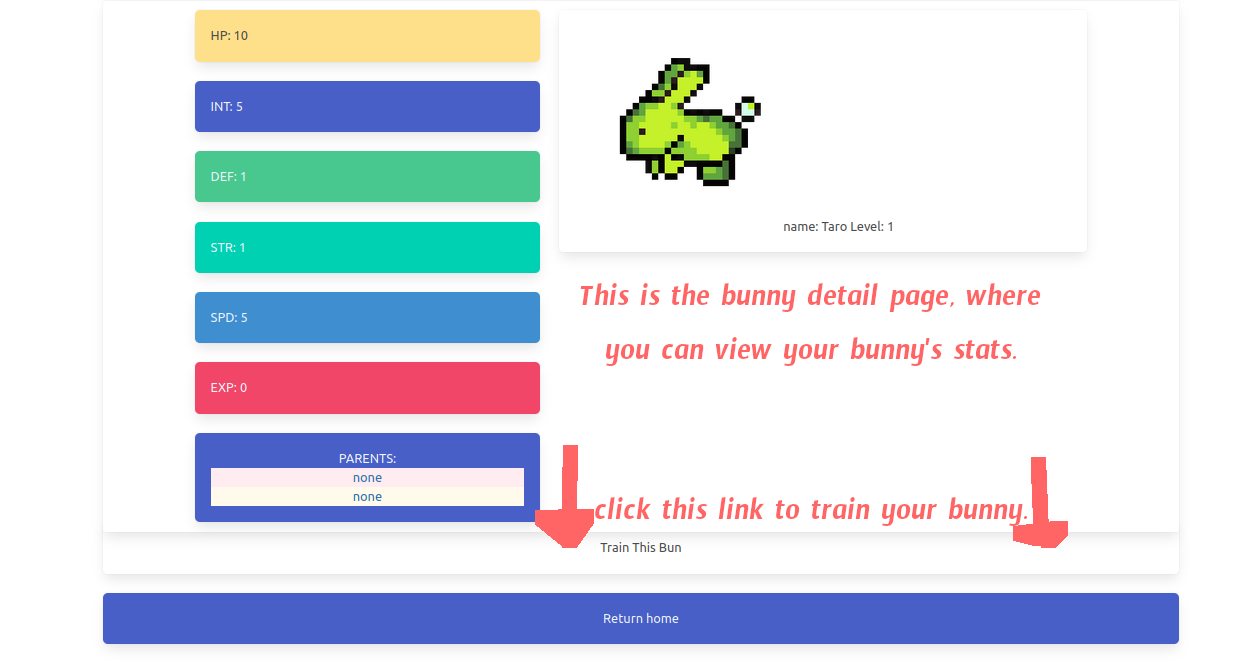 HP: 10
INT: 5
DEF: 1
STR: 1
SPD: 5
EXP: 0
PARENTS:
none
none
name: Taro Level: 1
This is the bunny detail page, where
you can view your bunny's stats.
click this link to train your bunny.
Train This Bun
Return home